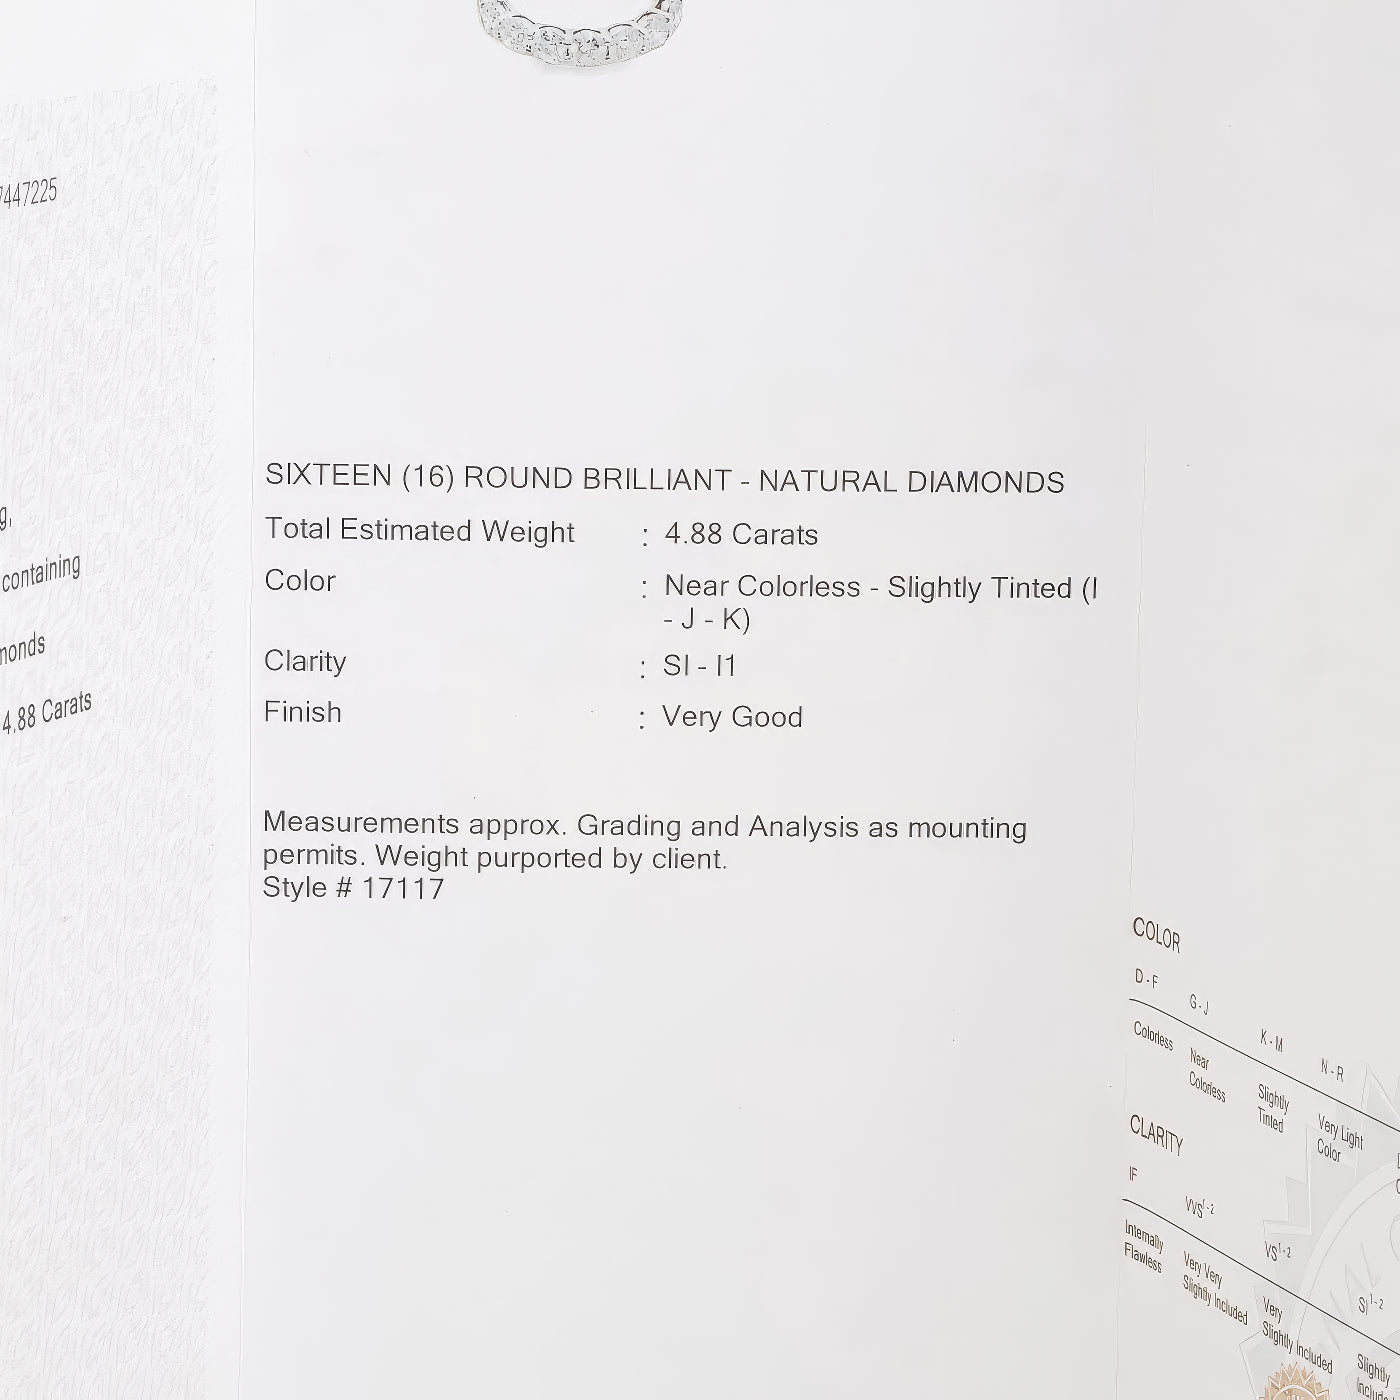 7447225
containing
4.88 Carats
SIXTEEN (16) ROUND BRILLIANT - NATURAL DIAMONDS
Total Estimated Weight : 4.88 Carats
Color : Near Colorless - Slightly Tinted (I
- J - K)
Clarity : SI - I1
Finish : Very Good
Measurements approx. Grading and Analysis as mounting
permits. Weight purported by client.
Style # 17117
COLOR
D - F G - J K - M N - R
Colorless Near Slightly Very Light
Colorless Tinted Color
CLARITY
IF VVS1-2 VS1-2 SI1-2
Internally Very Very Very Slightly
Flawless Slightly Included Slightly Included